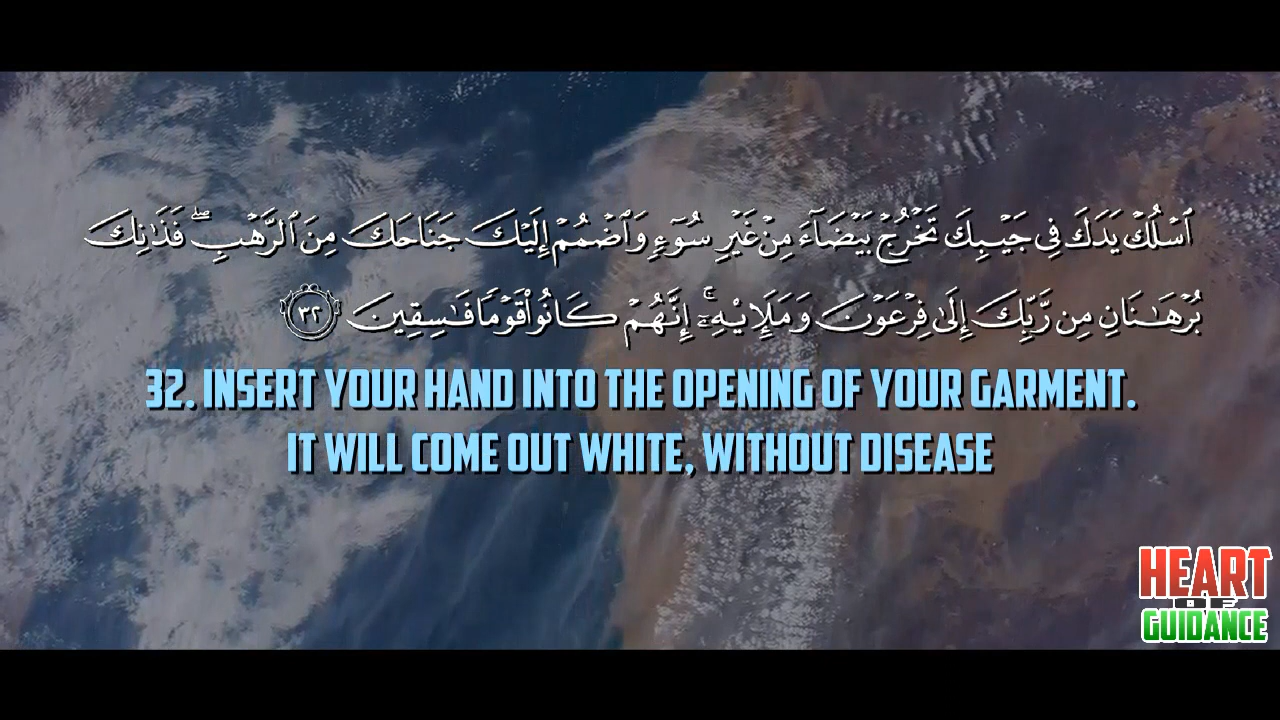 ٱسْلُكْ يَدَكَ فِى جَيْبِكَ تَخْرُجْ بَيْضَآءَ مِنْ غَيْرِ سُوٓءٍ وَٱضْمُمْ إِلَيْكَ جَنَاحَكَ مِنَ ٱلرَّهْبِ ۖ فَذَٰنِكَ
بُرْهَـٰنَانِ مِن رَّبِّكَ إِلَىٰ فِرْعَوْنَ وَمَلَإِي۟هِۦٓ ۚ إِنَّهُمْ كَانُوا۟ قَوْمًا فَـٰسِقِينَ ٣٢
32. INSERT YOUR HAND INTO THE OPENING OF YOUR GARMENT.
IT WILL COME OUT WHITE, WITHOUT DISEASE
HEART
OF
GUIDANCE